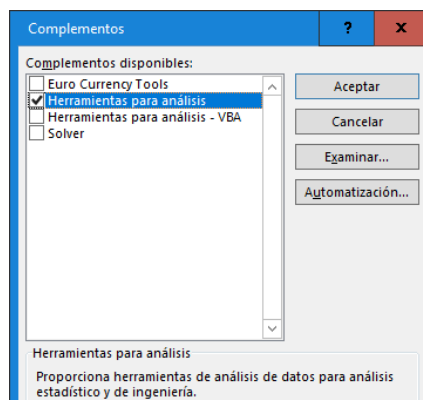 Complementos
? x
Complementos disponibles:
Euro Currency Tools
Herramientas para análisis
Herramientas para análisis - VBA
Solver
Aceptar
Cancelar
Examinar...
Automatización...
Herramientas para análisis
Proporciona herramientas de análisis de datos para análisis
estadístico y de ingeniería.